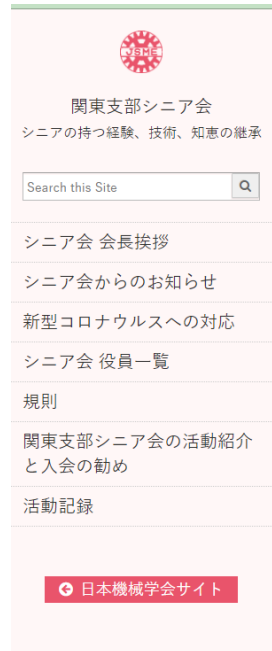 JSME
関東支部シニア会
シニアの持つ経験、技術、知恵の継承
Search this Site
シニア会 会長挨拶
シニア会からのお知らせ
新型コロナウルスへの対応
シニア会 役員一覧
規則
関東支部シニア会の活動紹介
と入会の勧め
活動記録
日本機械学会サイト